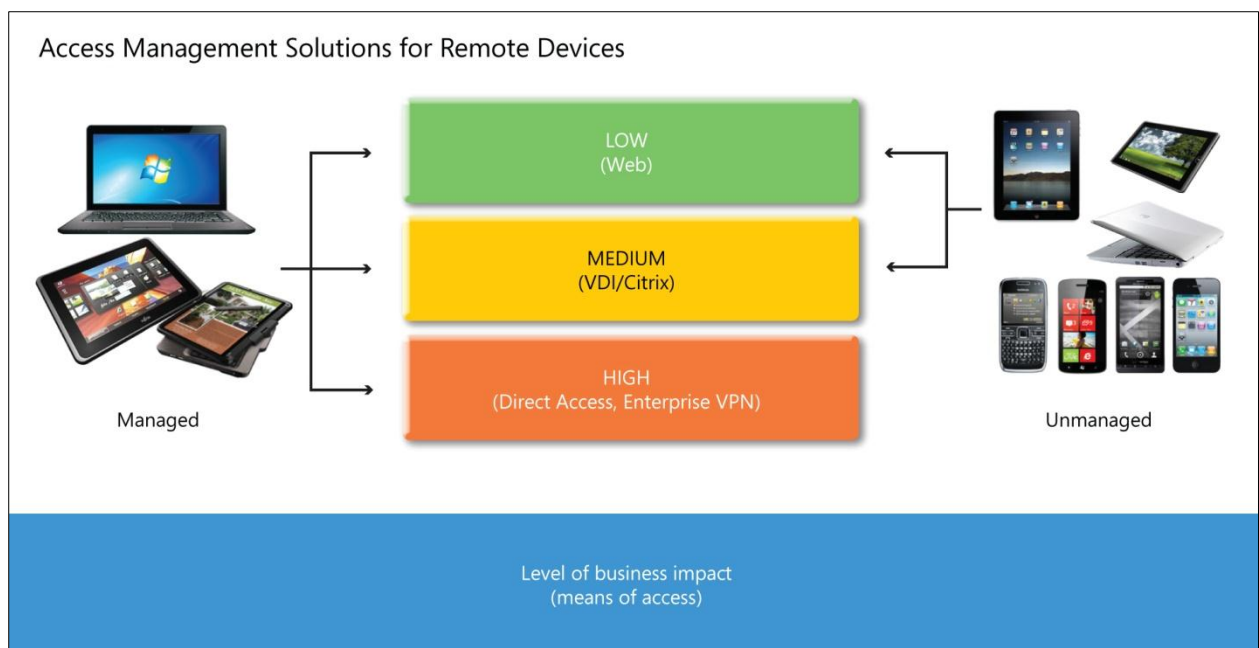 Access Management Solutions for Remote Devices
LOW
(Web)
MEDIUM
(VDI/Citrix)
HIGH
(Direct Access, Enterprise VPN)
Managed
Unmanaged
Level of business impact
(means of access)